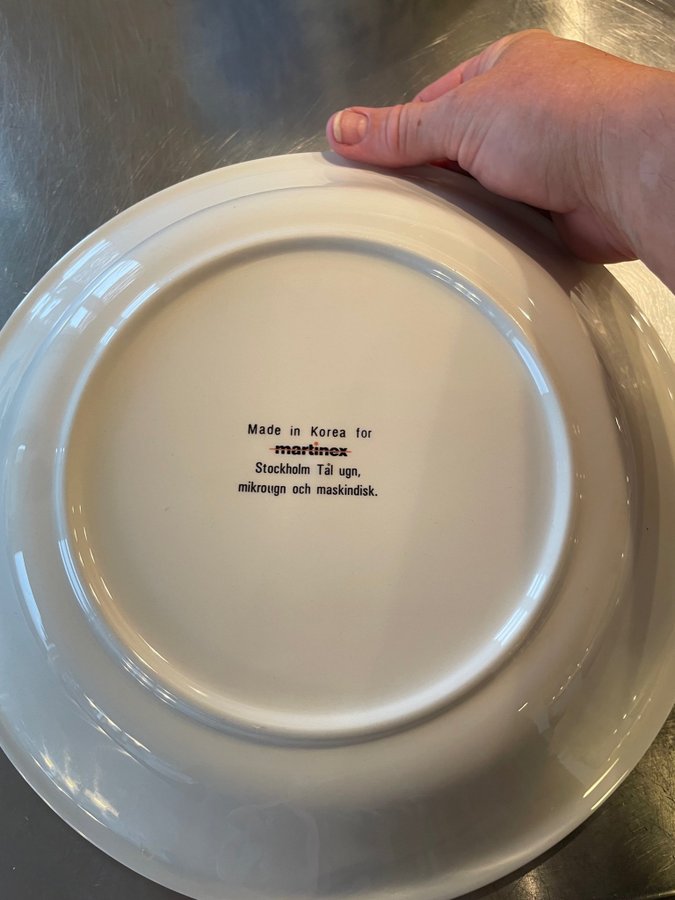 Made in Korea for
martinex
Stockholm Tål ugn,
mikrougn och maskindisk.